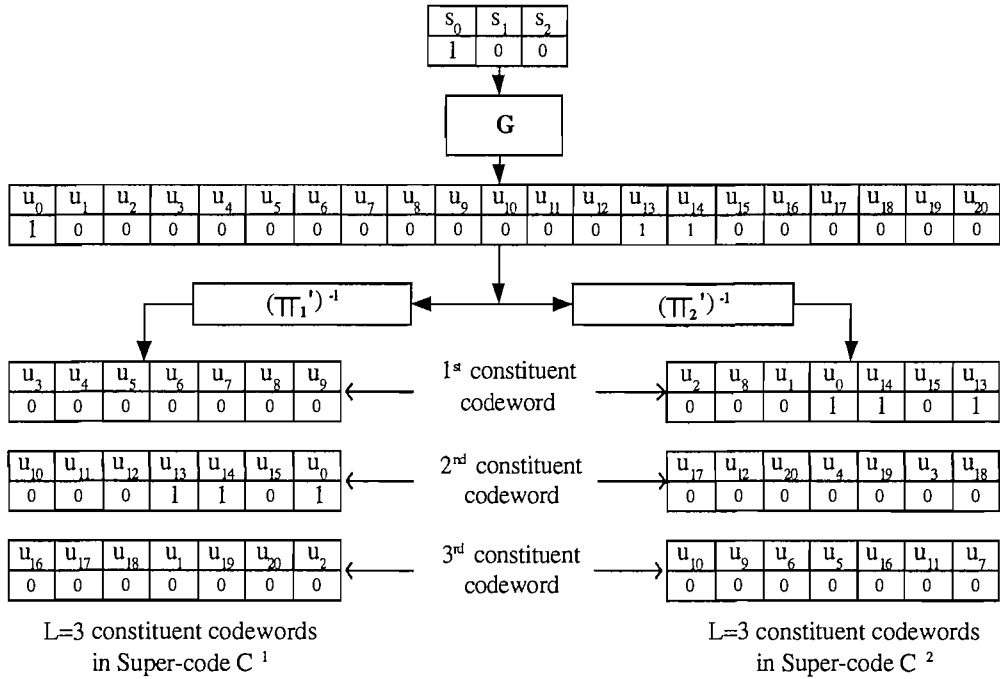 s₀ s₁ s₂
1 0 0
G
u₀ u₁ u₂ u₃ u₄ u₅ u₆ u₇ u₈ u₉ u₁₀ u₁₁ u₁₂ u₁₃ u₁₄ u₁₅ u₁₆ u₁₇ u₁₈ u₁₉ u₂₀
1 0 0 0 0 0 0 0 0 0 0 0 0 1 1 0 0 0 0 0 0
(π₁')⁻¹ (π₂')⁻¹
u₃ u₄ u₅ u₆ u₇ u₈ u₉
0 0 0 0 0 0 0
1st constituent
codeword
u₂ u₈ u₁ u₀ u₁₄ u₁₅ u₁₃
0 0 0 1 1 0 1
u₁₀ u₁₁ u₁₂ u₁₃ u₁₄ u₁₅ u₀
0 0 0 1 1 0 1
2nd constituent
codeword
u₁₇ u₁₂ u₂₀ u₄ u₁₉ u₃ u₁₈
0 0 0 0 0 0 0
u₁₆ u₁₇ u₁₈ u₁ u₁₉ u₂₀ u₂
0 0 0 0 0 0 0
3rd constituent
codeword
u₁₀ u₉ u₆ u₅ u₁₆ u₁₁ u₇
0 0 0 0 0 0 0
L=3 constituent codewords
in Super-code C ¹
L=3 constituent codewords
in Super-code C ²